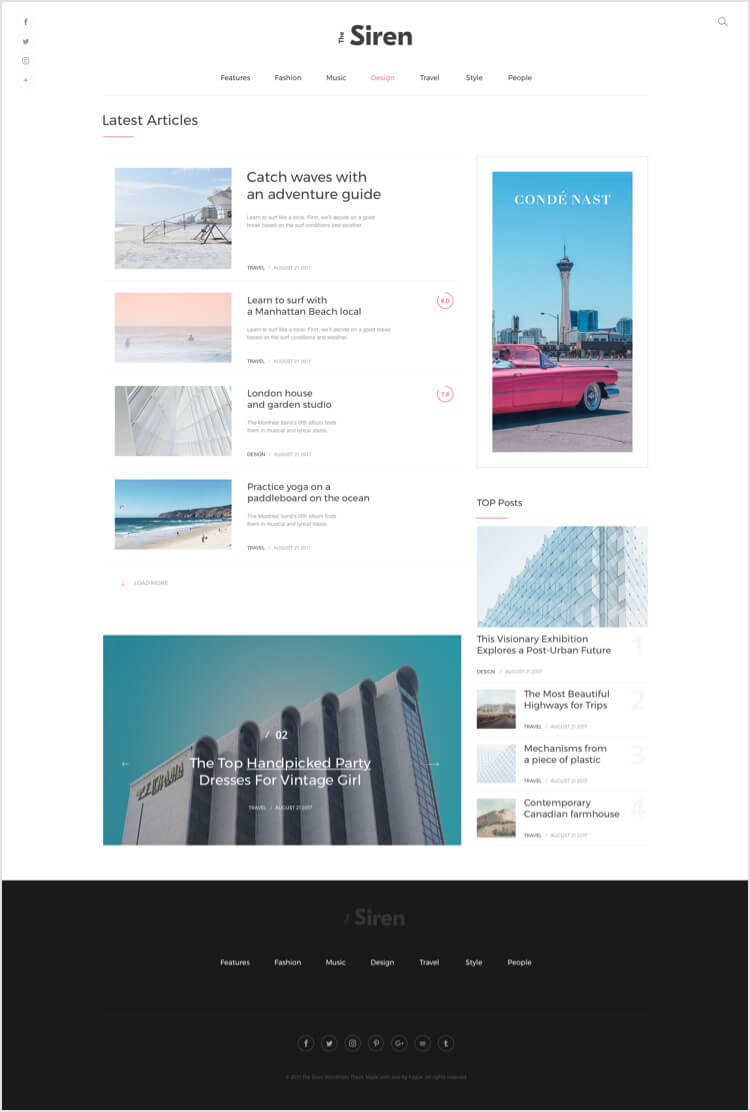 The Siren
Features Fashion Music Design Travel Style People
Latest Articles
Catch waves with
an adventure guide
Learn to surf like a local. First, we'll decide on a good
break based on the surf conditions and weather.
TRAVEL / AUGUST 21 2017
Learn to surf with
a Manhattan Beach local
8.0
Learn to surf like a local. First, we'll decide on a good break
based on the surf conditions and weather.
TRAVEL / AUGUST 21 2017
London house
and garden studio
7.8
The Montreal band's fifth album finds
them in musical and lyrical stasis.
DESIGN / AUGUST 21 2017
Practice yoga on a
paddleboard on the ocean
The Montreal band's fifth album finds
them in musical and lyrical stasis.
TRAVEL / AUGUST 21 2017
LOAD MORE
CONDÉ NAST
TOP Posts
This Visionary Exhibition
Explores a Post-Urban Future
1
DESIGN / AUGUST 21 2017
The Most Beautiful
Highways for Trips
2
TRAVEL / AUGUST 21 2017
Mechanisms from
a piece of plastic
3
TRAVEL / AUGUST 21 2017
Contemporary
Canadian farmhouse
4
TRAVEL / AUGUST 21 2017
/ 02
The Top Handpicked Party
Dresses For Vintage Girl
TRAVEL / AUGUST 21 2017
/ Siren
Features Fashion Music Design Travel Style People
© 2017 The Siren WordPress Theme. Made with love by Fogue. All rights reserved